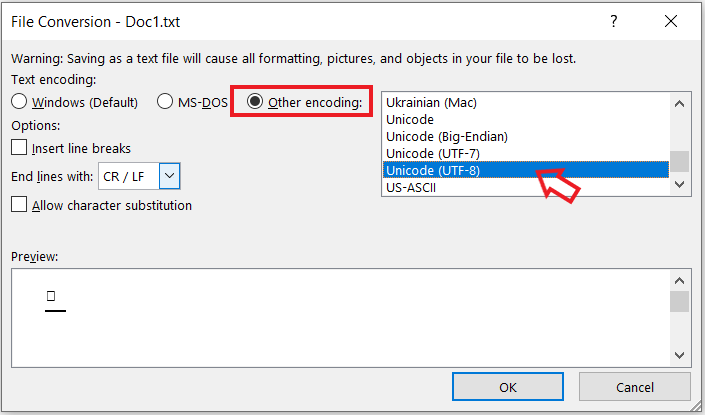 File Conversion - Doc1.txt
Warning: Saving as a text file will cause all formatting, pictures, and objects in your file to be lost.
Text encoding:
Windows (Default) MS-DOS Other encoding:
Options:
Insert line breaks
End lines with: CR / LF
Allow character substitution
Ukrainian (Mac)
Unicode
Unicode (Big-Endian)
Unicode (UTF-7)
Unicode (UTF-8)
US-ASCII
Preview:
OK Cancel